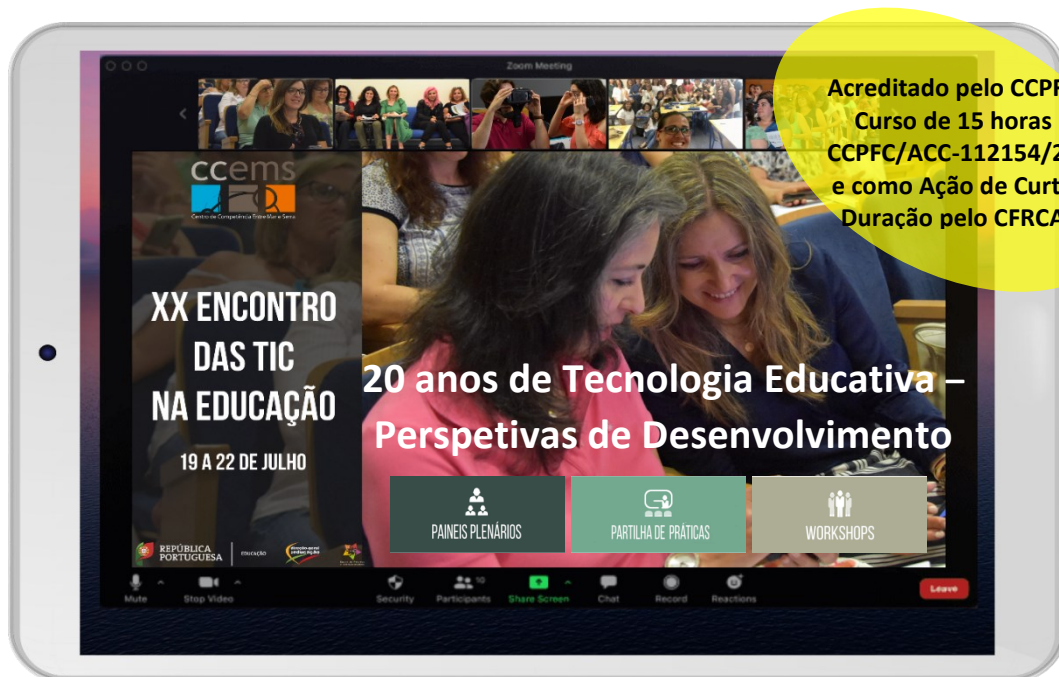 Zoom Meeting
Acreditado pelo CCPF
Curso de 15 horas
CCPFC/ACC-112154/2
e como Ação de Curt
Duração pelo CFRCA
ccems
Centro de Competência Entre Mar e Serra
XX ENCONTRO
DAS TIC
NA EDUCAÇÃO
19 A 22 DE JULHO
20 anos de Tecnologia Educativa –
Perspetivas de Desenvolvimento
PAINEIS PLENÁRIOS
PARTILHA DE PRÁTICAS
WORKSHOPS
REPÚBLICA
PORTUGUESA
EDUCAÇÃO
10
Mute
Stop Video
Security
Participants
Share Screen
Chat
Record
Reactions
Leave